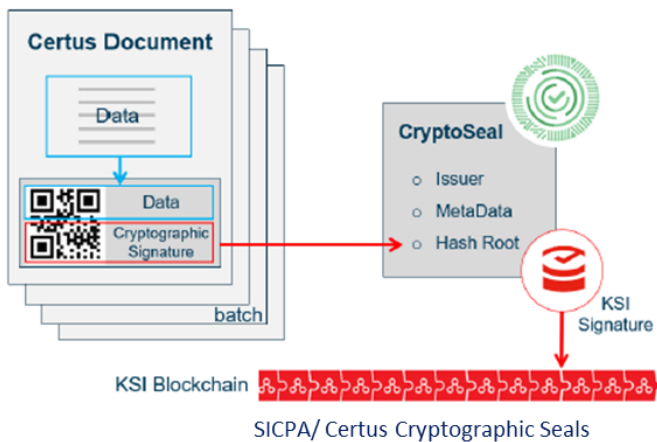 Certus Document
Data
Data
Cryptographic
Signature
batch
CryptoSeal
Issuer
MetaData
Hash Root
KSI
Signature
KSI Blockchain
SICPA/ Certus Cryptographic Seals